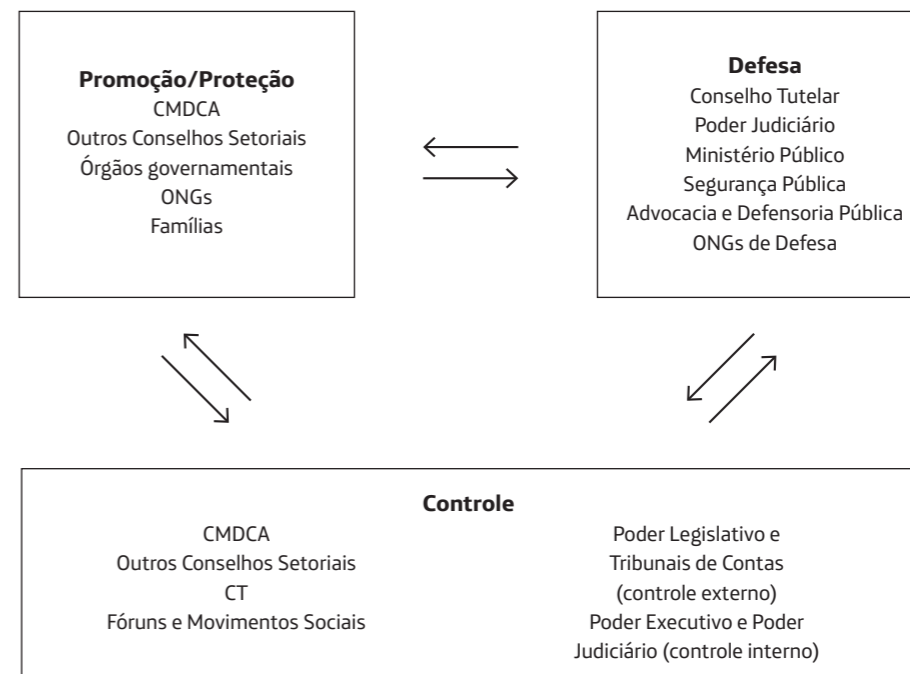 Promoção/Proteção
CMDCA
Outros Conselhos Setoriais
Órgãos governamentais
ONGs
Famílias
Defesa
Conselho Tutelar
Poder Judiciário
Ministério Público
Segurança Pública
Advocacia e Defensoria Pública
ONGs de Defesa
Controle
CMDCA
Outros Conselhos Setoriais
CT
Fóruns e Movimentos Sociais
Poder Legislativo e
Tribunais de Contas
(controle externo)
Poder Executivo e Poder
Judiciário (controle interno)